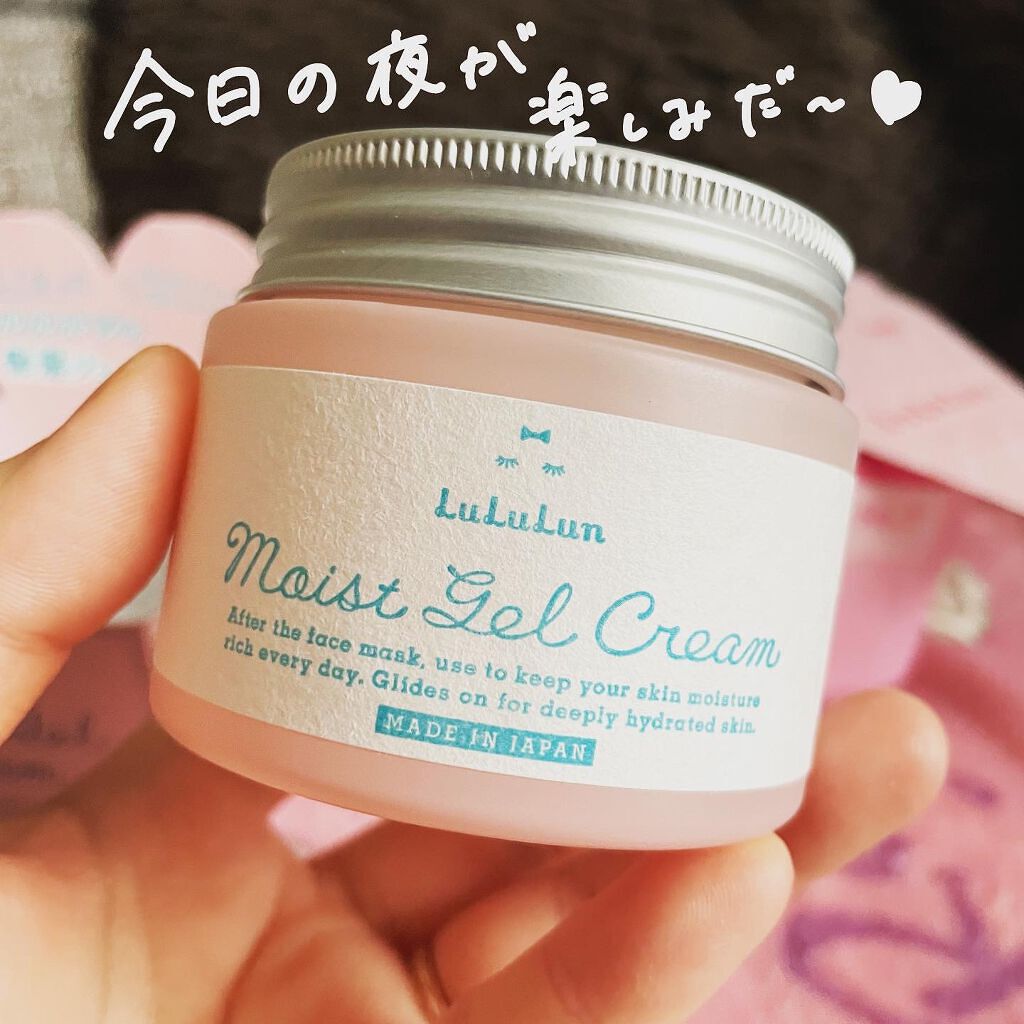 今日の夜が
楽しみだ~♥
LuLuLun
Moist Gel Cream
After the face mask, use to keep your skin moisture
rich every day. Glides on for deeply hydrated skin.
MADE IN JAPAN